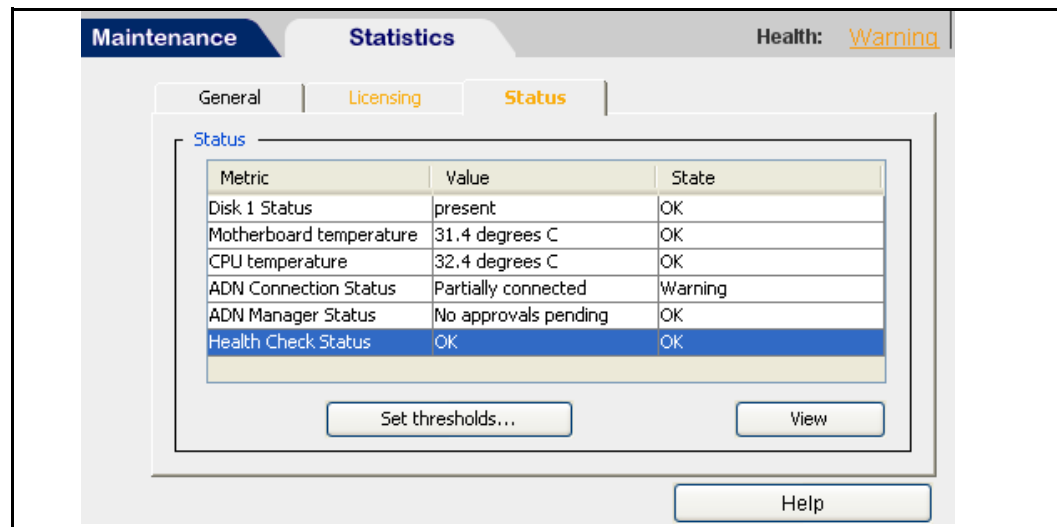 Maintenance Statistics Health: Warning
General Licensing Status
Status
Metric Value State
Disk 1 Status present OK
Motherboard temperature 31.4 degrees C OK
CPU temperature 32.4 degrees C OK
ADN Connection Status Partially connected Warning
ADN Manager Status No approvals pending OK
Health Check Status OK OK
Set thresholds... View
Help